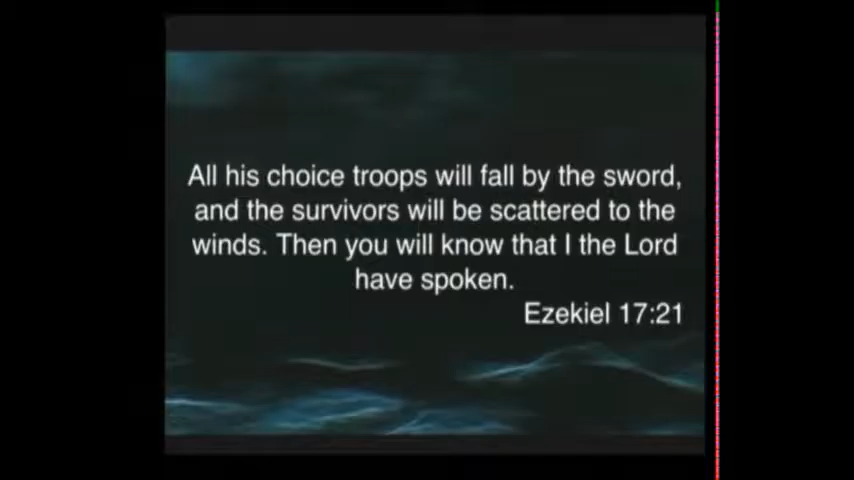 All his choice troops will fall by the sword,
and the survivors will be scattered to the
winds. Then you will know that I the Lord
have spoken.
Ezekiel 17:21